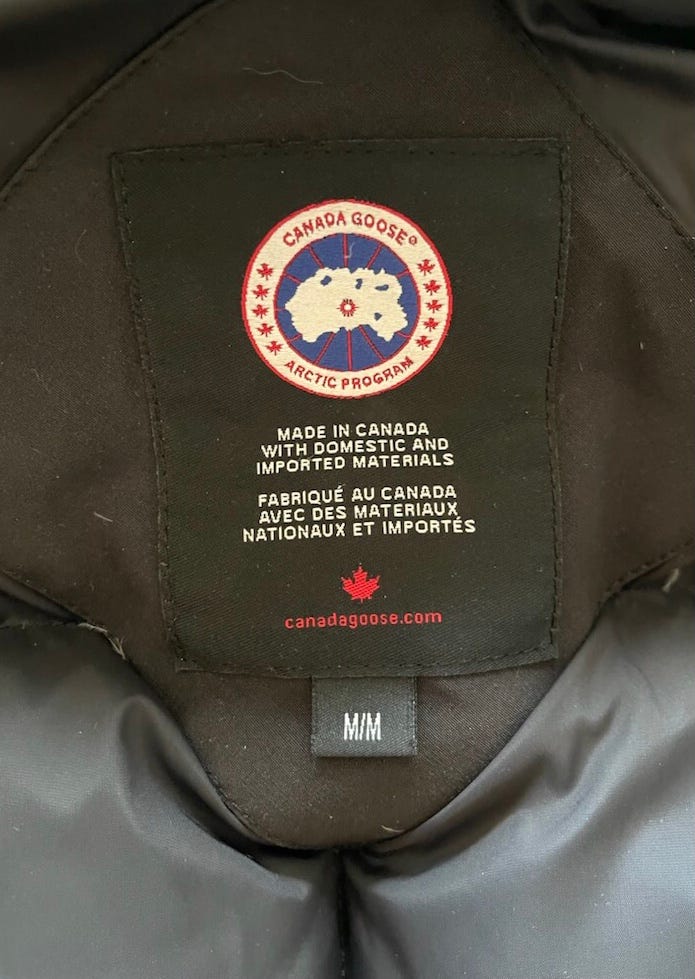 CANADA GOOSE®
ARCTIC PROGRAM
MADE IN CANADA
WITH DOMESTIC AND
IMPORTED MATERIALS
FABRIQUÉ AU CANADA
AVEC DES MATERIAUX
NATIONAUX ET IMPORTÉS
canadagoose.com
M/M